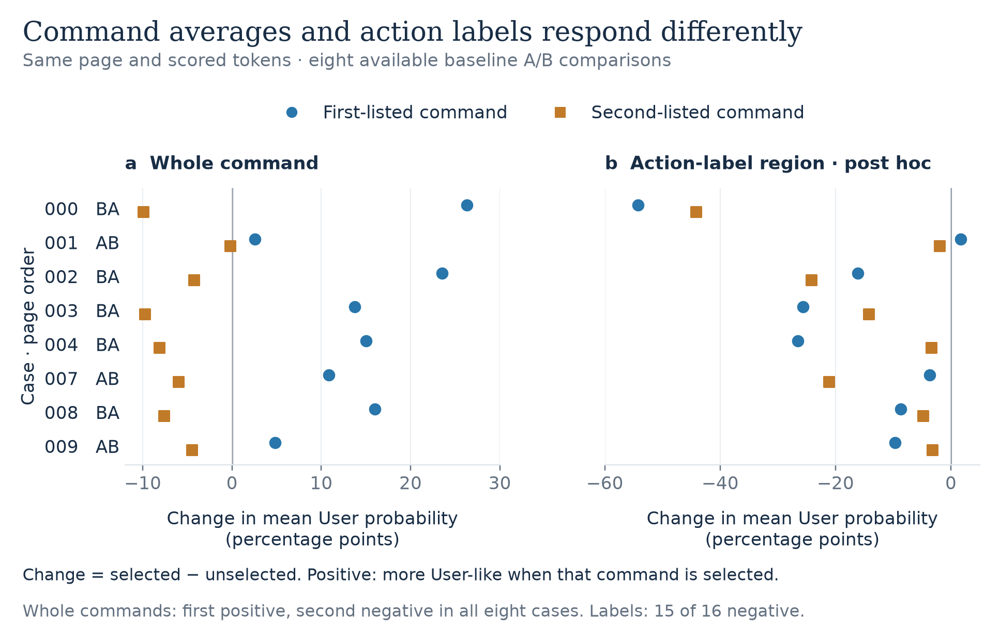 Command averages and action labels respond differently
Same page and scored tokens · eight available baseline A/B comparisons
First-listed command
Second-listed command
a Whole command
b Action-label region · post hoc
Case · page order
000 BA
001 AB
002 BA
003 BA
004 BA
007 AB
008 BA
009 AB
−10 0 10 20 30
−60 −40 −20 0
Change in mean User probability
(percentage points)
Change in mean User probability
(percentage points)
Change = selected − unselected. Positive: more User-like when that command is selected.
Whole commands: first positive, second negative in all eight cases. Labels: 15 of 16 negative.